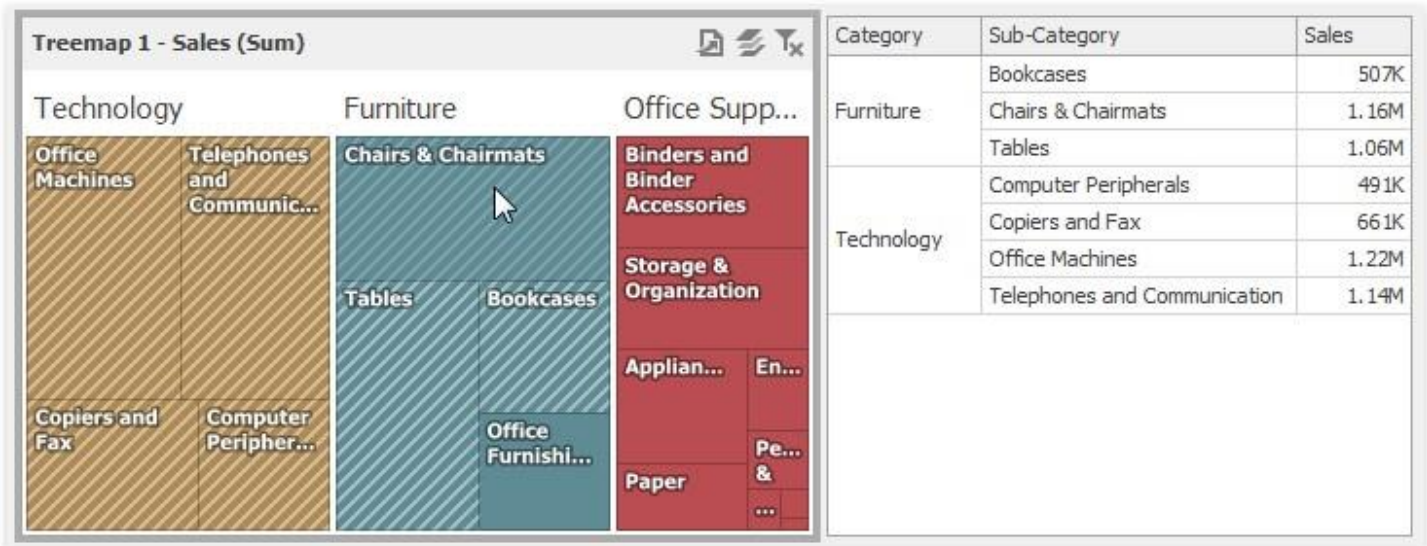 Treemap 1 - Sales (Sum)
Technology
Furniture
Office Supp...
Office
Machines
Telephones
and
Communic...
Copiers and
Fax
Computer
Peripher...
Chairs & Chairmats
Tables
Bookcases
Office
Furnishi...
Binders and
Binder
Accessories
Storage &
Organization
Applian...
En...
Pe...
&
Paper
...
Category Sub-Category Sales
Furniture
Bookcases 507K
Chairs & Chairmats 1.16M
Tables 1.06M
Technology
Computer Peripherals 491K
Copiers and Fax 661K
Office Machines 1.22M
Telephones and Communication 1.14M